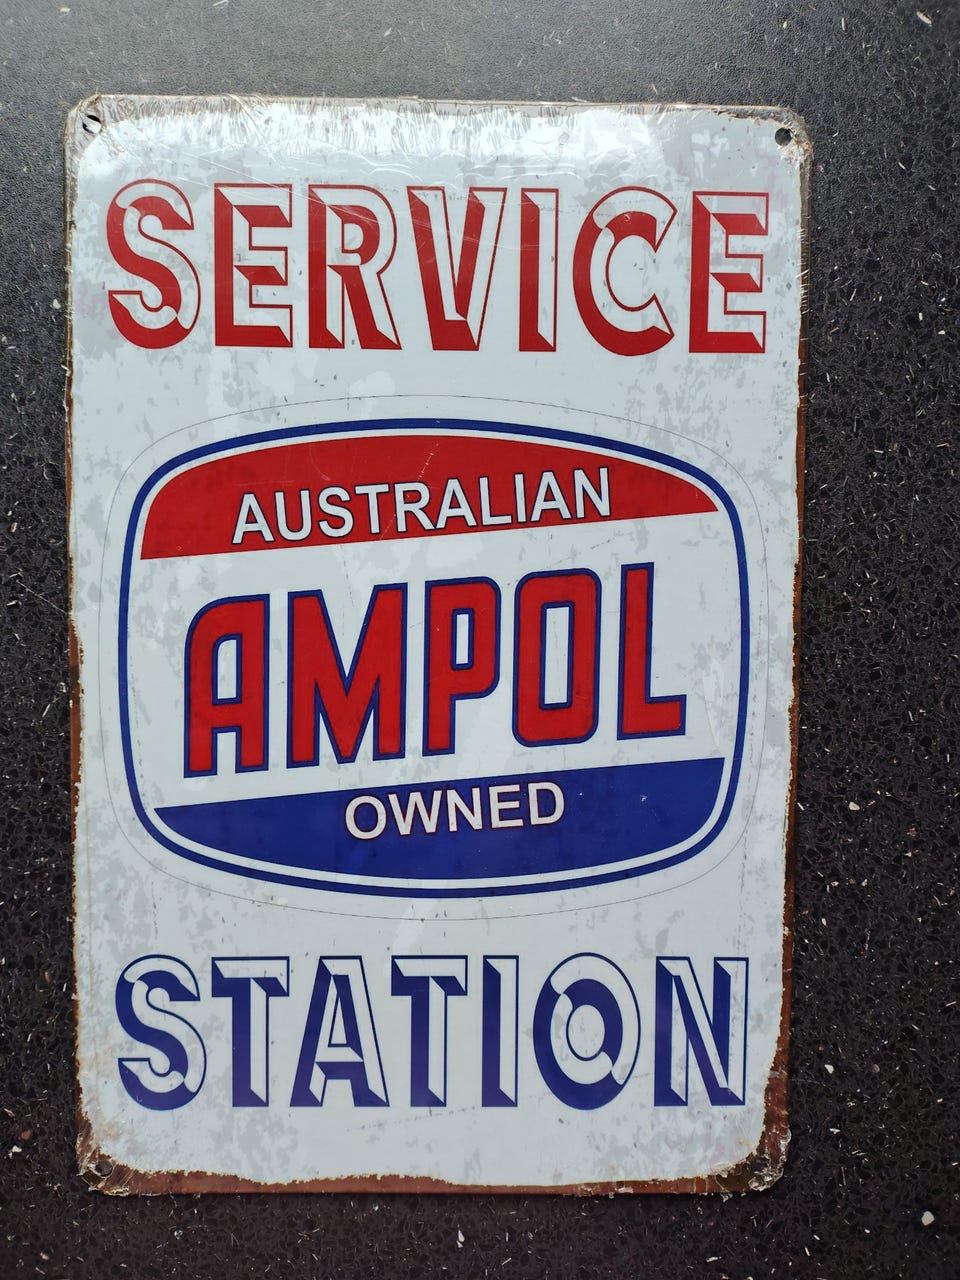 SERVICE
AUSTRALIAN
AMPOL
OWNED
STATION